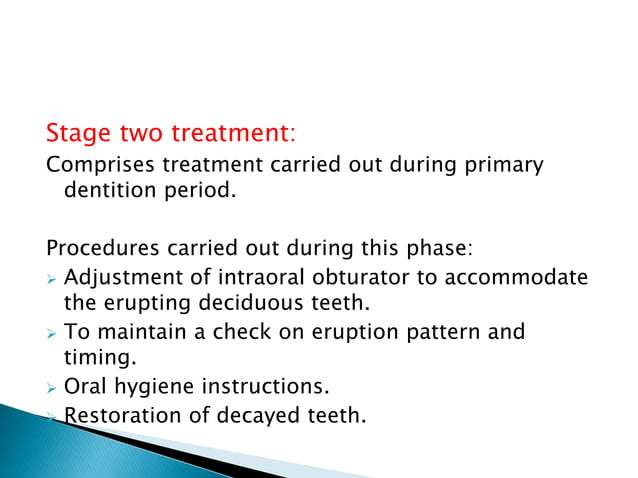 Stage two treatment:
Comprises treatment carried out during primary
dentition period.
Procedures carried out during this phase:
Adjustment of intraoral obturator to accommodate
the erupting deciduous teeth.
To maintain a check on eruption pattern and
timing.
Oral hygiene instructions.
Restoration of decayed teeth.